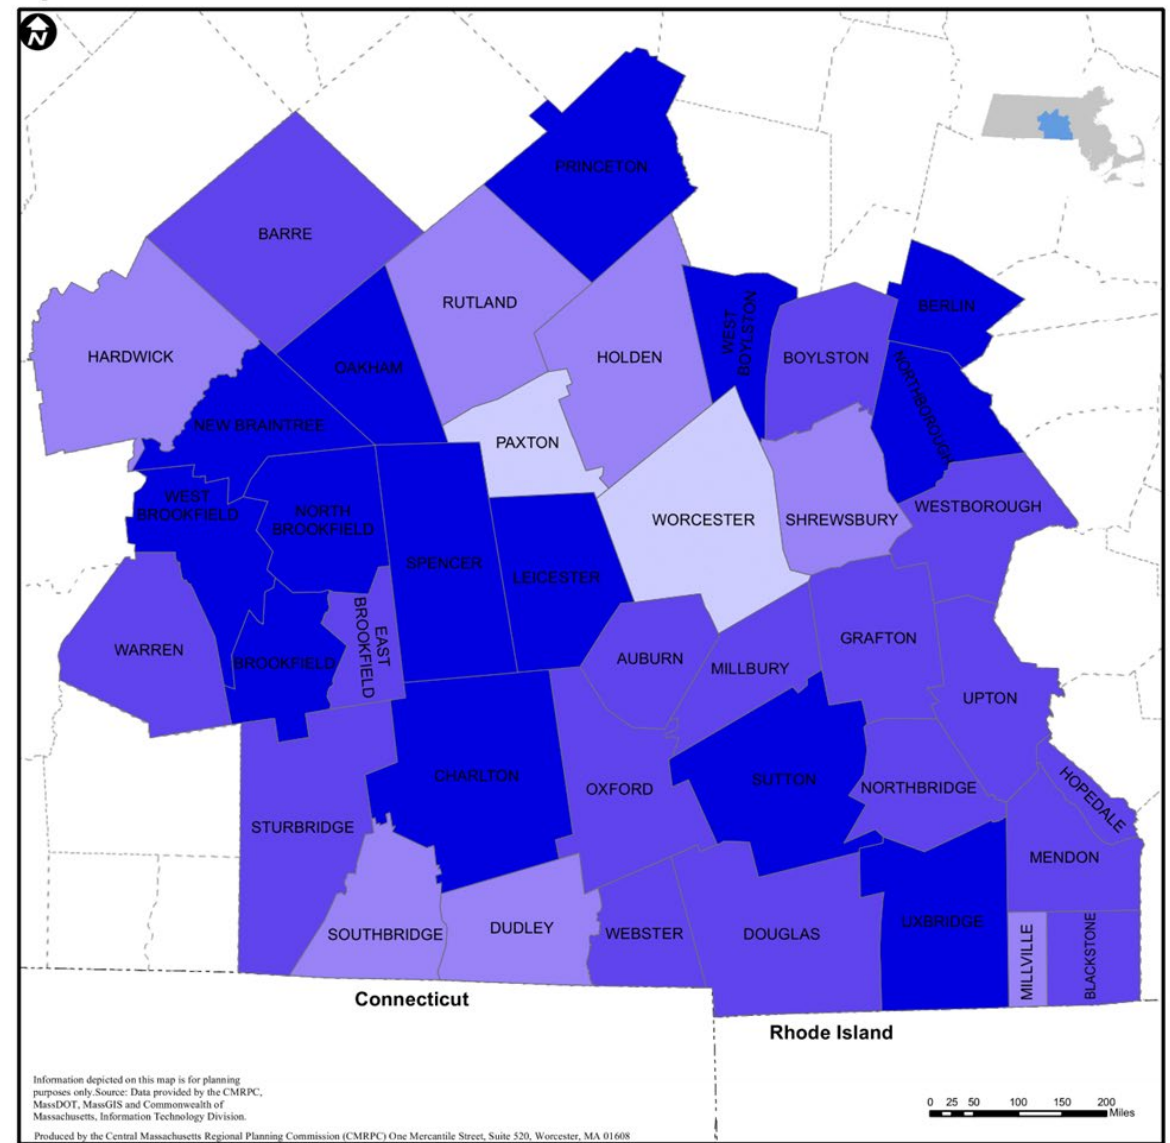 N
PRINCETON
BARRE
RUTLAND
HARDWICK
OAKHAM
HOLDEN
WEST
BOYLSTON
BOYLSTON
BERLIN
NORTHBOROUGH
NEW BRAINTREE
PAXTON
WEST
BROOKFIELD
NORTH
BROOKFIELD
SPENCER
LEICESTER
WORCESTER
SHREWSBURY
WESTBOROUGH
WARREN
BROOKFIELD
EAST
BROOKFIELD
AUBURN
MILLBURY
GRAFTON
UPTON
CHARLTON
OXFORD
SUTTON
NORTHBRIDGE
HOPEDALE
STURBRIDGE
MENDON
SOUTHBRIDGE
DUDLEY
WEBSTER
DOUGLAS
UXBRIDGE
MILLVILLE
BLACKSTONE
Connecticut
Rhode Island
Information depicted on this map is for planning
purposes only.Source: Data provided by the CMRPC,
MassDOT, MassGIS and Commonwealth of
Massachusetts, Information Technology Division.
Produced by the Central Massachusetts Regional Planning Commission (CMRPC) One Mercantile Street, Suite 520, Worcester, MA 01608
0 25 50 100 150 200
Miles